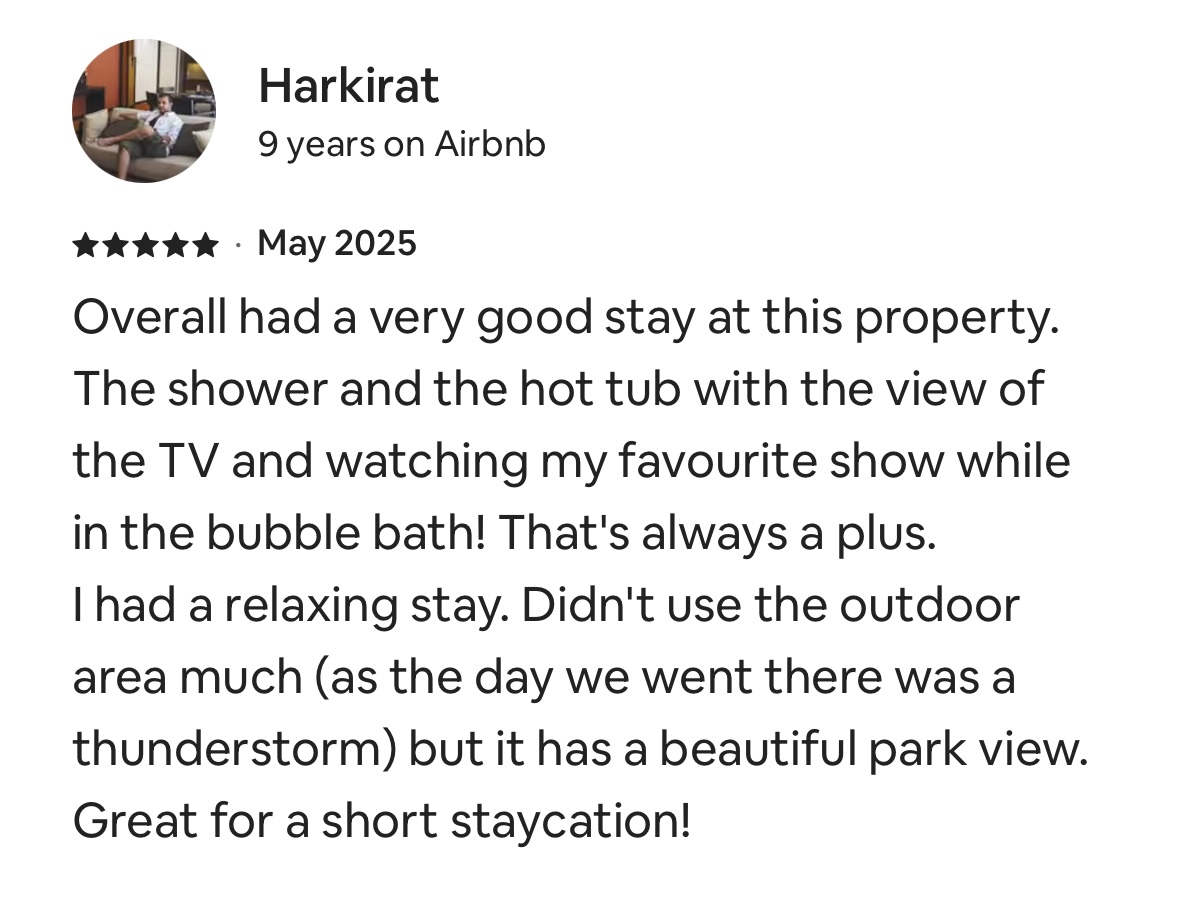 Harkirat
9 years on Airbnb
★★★★★ · May 2025
Overall had a very good stay at this property.
The shower and the hot tub with the view of
the TV and watching my favourite show while
in the bubble bath! That's always a plus.
I had a relaxing stay. Didn't use the outdoor
area much (as the day we went there was a
thunderstorm) but it has a beautiful park view.
Great for a short staycation!